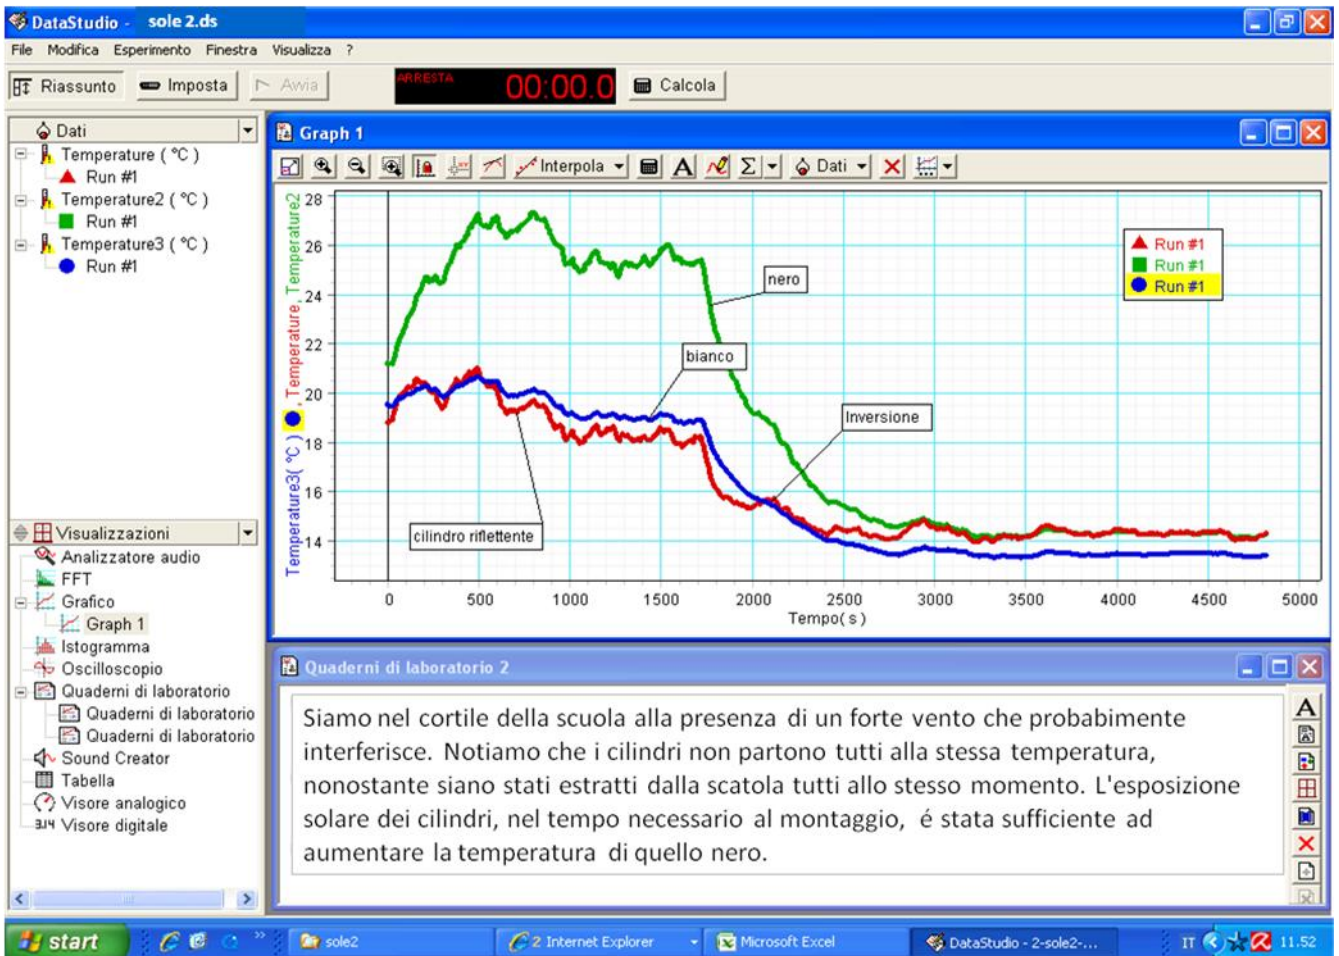 DataStudio - sole 2.ds
File Modifica Esperimento Finestra Visualizza ?
Riassunto Imposta Avvia ARRESTA 00:00.0 Calcola
Dati
Temperature ( °C )
Run #1
Temperature2 ( °C )
Run #1
Temperature3 ( °C )
Run #1
Visualizzazioni
Analizzatore audio
FFT
Grafico
Graph 1
Istogramma
Oscilloscopio
Quaderni di laboratorio
Quaderni di laboratorio
Quaderni di laboratorio
Sound Creator
Tabella
Visore analogico
3.14 Visore digitale
Graph 1
Interpola A Σ Dati
Temperature3( °C ) , Temperature, Temperature2
28
26
24
22
20
18
16
14
nero
bianco
Inversione
cilindro riflettente
Run #1
Run #1
Run #1
0 500 1000 1500 2000 2500 3000 3500 4000 4500 5000
Tempo( s )
Quaderni di laboratorio 2
Siamo nel cortile della scuola alla presenza di un forte vento che probabimente
interferisce. Notiamo che i cilindri non partono tutti alla stessa temperatura,
nonostante siano stati estratti dalla scatola tutti allo stesso momento. L'esposizione
solare dei cilindri, nel tempo necessario al montaggio, é stata sufficiente ad
aumentare la temperatura di quello nero.
A
start » sole2 2 Internet Explorer Microsoft Excel DataStudio - 2-sole2-... IT 11.52